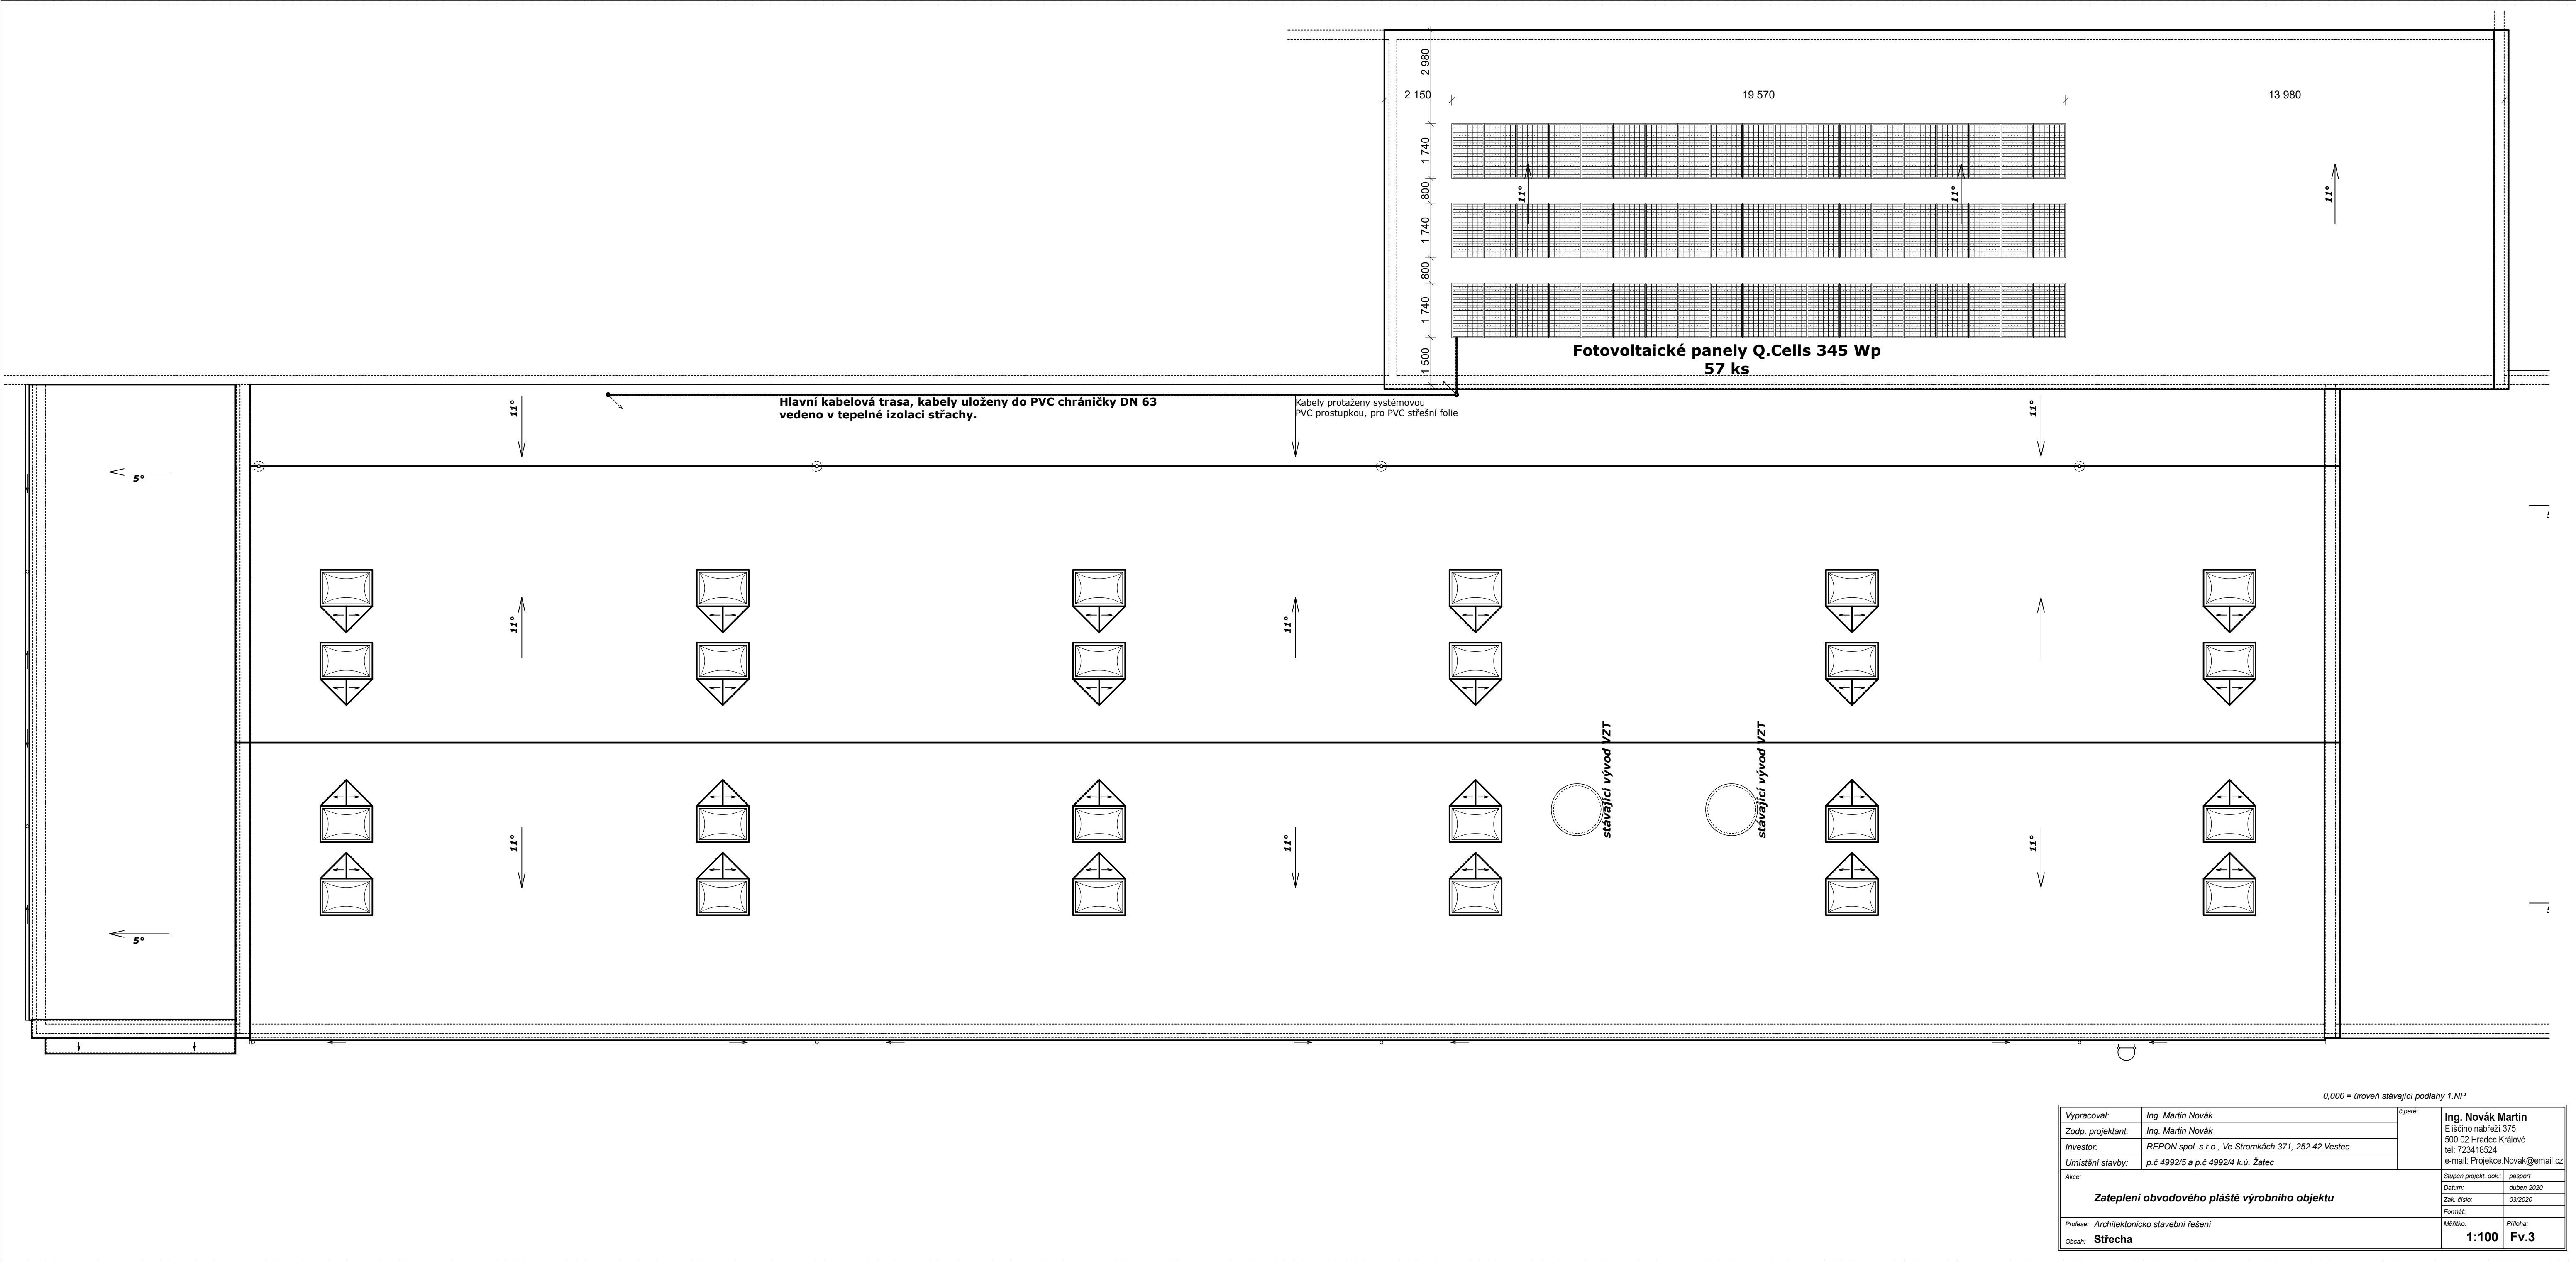 2 980
2 150
19 570
13 980
1 740
800
1 740
800
1 740
1 500
11°
11°
11°
Fotovoltaické panely Q.Cells 345 Wp
57 ks
Hlavní kabelová trasa, kabely uloženy do PVC chráničky DN 63
vedeno v tepelné izolaci střachy.
Kabely protaženy systémovou
PVC prostupkou, pro PVC střešní folie
11°
11°
5°
11°
11°
stávající vývod VZT
stávající vývod VZT
11°
11°
11°
5°
0,000 = úroveň stávající podlahy 1.NP
Vypracoval: Ing. Martin Novák
Zodp. projektant: Ing. Martin Novák
Investor: REPON spol. s.r.o., Ve Stromkách 371, 252 42 Vestec
Umístění stavby: p.č 4992/5 a p.č 4992/4 k.ú. Žatec
č.paré:
Ing. Novák Martin
Eliščino nábřeží 375
500 02 Hradec Králové
tel: 723418524
e-mail: Projekce.Novak@email.cz
Akce:
Zateplení obvodového pláště výrobního objektu
Stupeň projekt. dok.: pasport
Datum: duben 2020
Zak. číslo: 03/2020
Formát:
Profese: Architektonicko stavební řešení
Obsah: Střecha
Měřítko: Příloha:
1:100 Fv.3